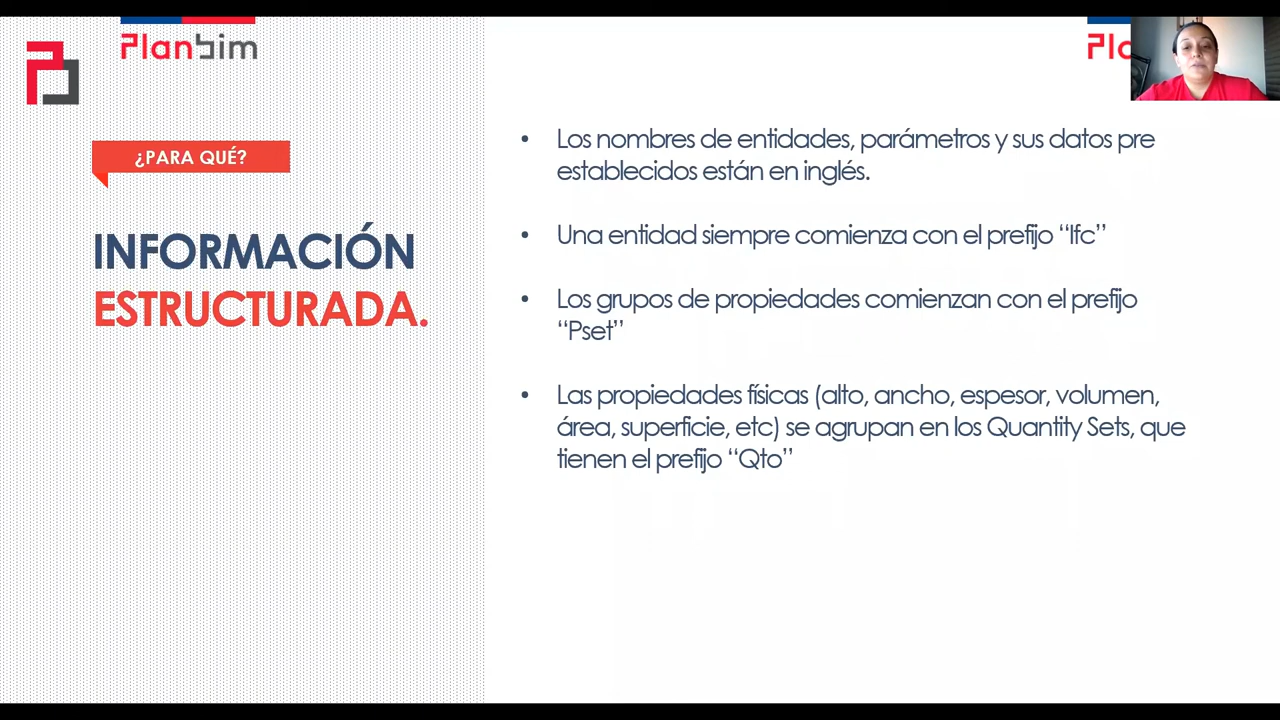 Planbim
Pla
¿PARA QUÉ?
INFORMACIÓN
ESTRUCTURADA.
• Los nombres de entidades, parámetros y sus datos pre
establecidos están en inglés.
• Una entidad siempre comienza con el prefijo “Ifc”
• Los grupos de propiedades comienzan con el prefijo
“Pset”
• Las propiedades físicas (alto, ancho, espesor, volumen,
área, superficie, etc) se agrupan en los Quantity Sets, que
tienen el prefijo “Qto”